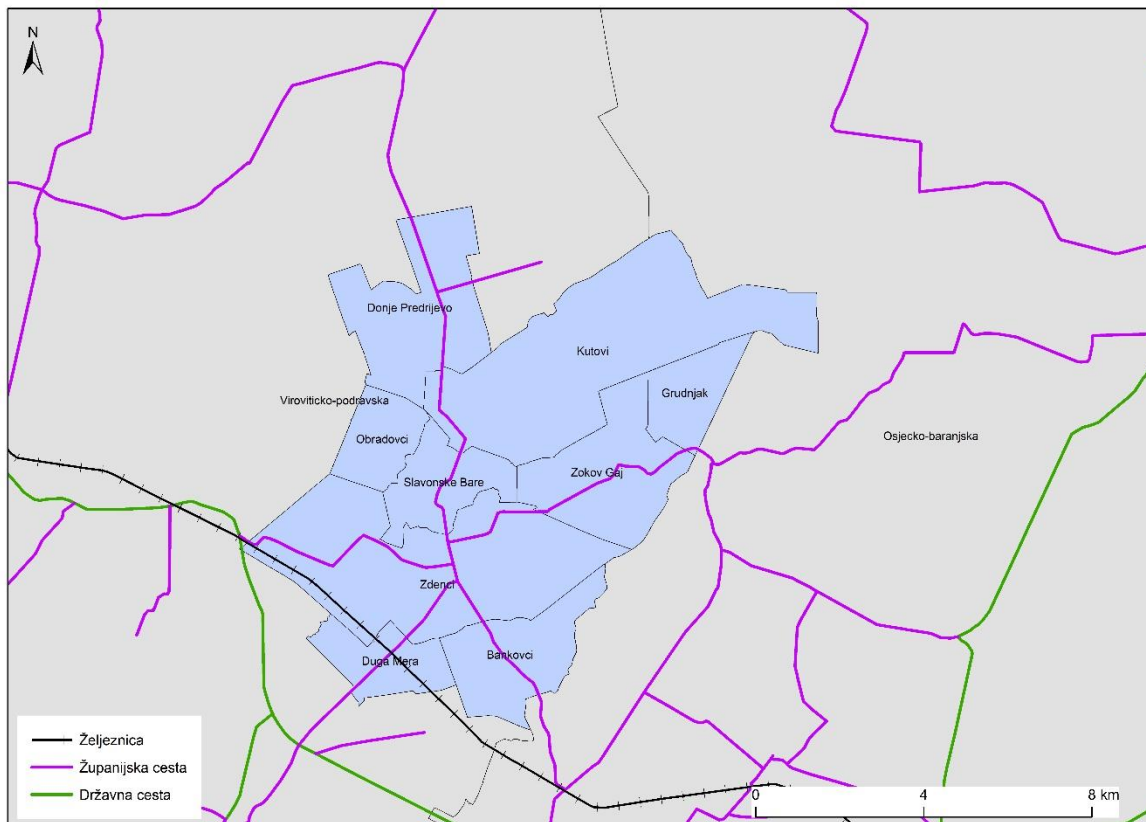 N
Donje Predrijevo
Kutovi
Grudnjak
Viroviticko-podravska
Obradovci
Osjecko-baranjska
Slavonske Bare
Zokov Gaj
Zdenci
Duga Mera
Bankovci
Željeznica
Županijska cesta
Državna cesta
0 4 8 km